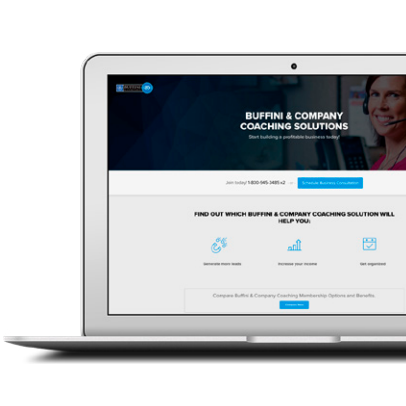 BUFFINI & COMPANY
COACHING SOLUTIONS
Start building a profitable business today!
Join today!
Schedule Business Consultation
FIND OUT WHICH BUFFINI & COMPANY COACHING SOLUTION WILL
HELP YOU:
Generate more leads
Increase your income
Get organized
Compare Buffini & Company Coaching Membership Options and Benefits